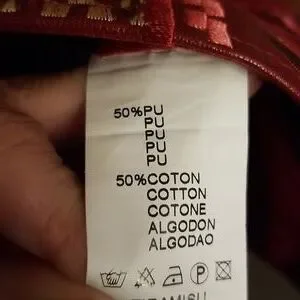 50%PU
PU
PU
PU
PU
50%COTON
COTTON
COTONE
ALGODON
ALGODAO
P